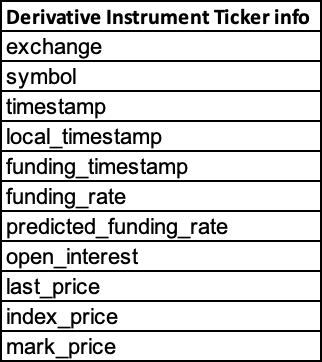 Derivative Instrument Ticker info
exchange
symbol
timestamp
local_timestamp
funding_timestamp
funding_rate
predicted_funding_rate
open_interest
last_price
index_price
mark_price